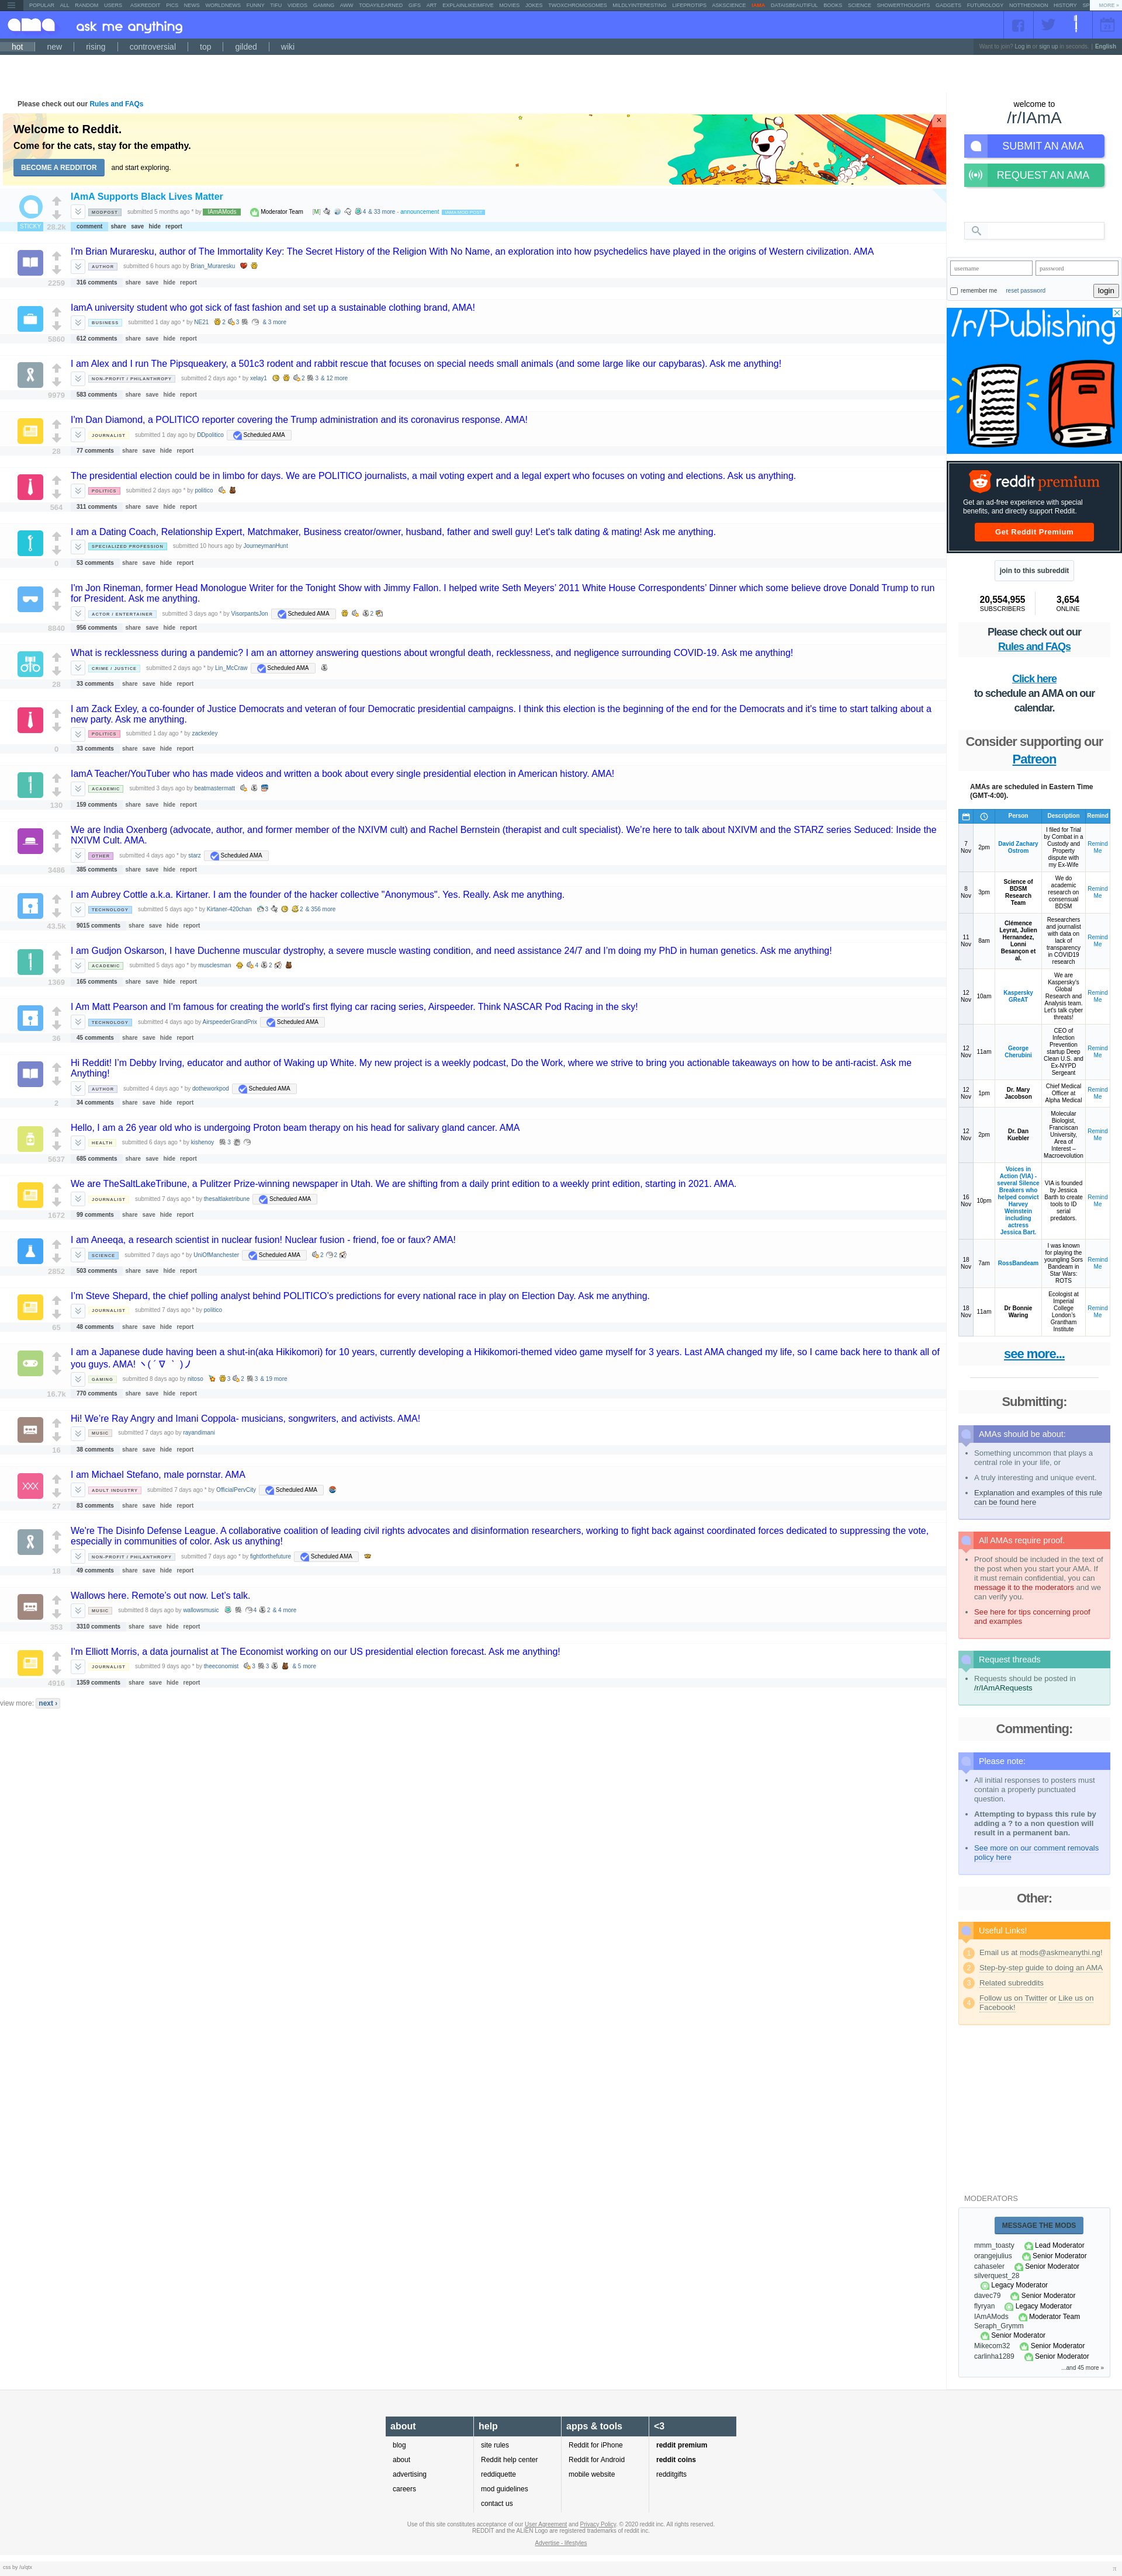 POPULAR ALL RANDOM USERS ASKREDDIT PICS NEWS WORLDNEWS FUNNY TIFU VIDEOS GAMING AWW TODAYILEARNED GIFS ART EXPLAINLIKEIMFIVE MOVIES JOKES TWOXCHROMOSOMES MILDLYINTERESTING LIFEPROTIPS ASKSCIENCE IAMA DATAISBEAUTIFUL BOOKS SCIENCE SHOWERTHOUGHTS GADGETS FUTUROLOGY NOTTHEONION HISTORY SP MORE »
ama ask me anything
hot new rising controversial top gilded wiki
Want to join? Log in or sign up in seconds. | English
Please check out our Rules and FAQs
Welcome to Reddit.
Come for the cats, stay for the empathy.
BECOME A REDDITOR and start exploring.
IAmA Supports Black Lives Matter
MODPOST submitted 5 months ago * by IAmAMods Moderator Team [M] 4 & 33 more - announcement
STICKY 20.2k comment share save hide report
I'm Brian Muraresku, author of The Immortality Key: The Secret History of the Religion With No Name, an exploration into how psychedelics have played in the origins of Western civilization. AMA
AUTHOR submitted 6 hours ago by Brian_Muraresku
2259 316 comments share save hide report
IamA university student who got sick of fast fashion and set up a sustainable clothing brand, AMA!
BUSINESS submitted 1 day ago * by NE21 2 3 & 3 more
5860 612 comments share save hide report
I am Alex and I run The Pipsqueakery, a 501c3 rodent and rabbit rescue that focuses on special needs small animals (and some large like our capybaras). Ask me anything!
NON-PROFIT / PHILANTHROPY submitted 2 days ago * by xelay1 2 3 & 12 more
9979 583 comments share save hide report
I'm Dan Diamond, a POLITICO reporter covering the Trump administration and its coronavirus response. AMA!
JOURNALIST submitted 1 day ago by DDpolitico Scheduled AMA
28 77 comments share save hide report
The presidential election could be in limbo for days. We are POLITICO journalists, a mail voting expert and a legal expert who focuses on voting and elections. Ask us anything.
POLITICS submitted 2 days ago * by politico
564 311 comments share save hide report
I am a Dating Coach, Relationship Expert, Matchmaker, Business creator/owner, husband, father and swell guy! Let's talk dating & mating! Ask me anything.
SPECIALIZED PROFESSION submitted 10 hours ago by JourneymanHunt
0 53 comments share save hide report
I'm Jon Rineman, former Head Monologue Writer for the Tonight Show with Jimmy Fallon. I helped write Seth Meyers' 2011 White House Correspondents' Dinner which some believe drove Donald Trump to run for President. Ask me anything.
ACTOR / ENTERTAINER submitted 3 days ago * by VisorpantsJon Scheduled AMA 2
8840 956 comments share save hide report
What is recklessness during a pandemic? I am an attorney answering questions about wrongful death, recklessness, and negligence surrounding COVID-19. Ask me anything!
CRIME / JUSTICE submitted 2 days ago * by Lin_McCraw Scheduled AMA
28 33 comments share save hide report
I am Zack Exley, a co-founder of Justice Democrats and veteran of four Democratic presidential campaigns. I think this election is the beginning of the end for the Democrats and it's time to start talking about a new party. Ask me anything.
POLITICS submitted 1 day ago * by zackexley
0 33 comments share save hide report
IamA Teacher/YouTuber who has made videos and written a book about every single presidential election in American history. AMA!
ACADEMIC submitted 3 days ago by beatmastermatt
130 159 comments share save hide report
We are India Oxenberg (advocate, author, and former member of the NXIVM cult) and Rachel Bernstein (therapist and cult specialist). We're here to talk about NXIVM and the STARZ series Seduced: Inside the NXIVM Cult. AMA.
OTHER submitted 4 days ago * by starz Scheduled AMA
3486 385 comments share save hide report
I am Aubrey Cottle a.k.a. Kirtaner. I am the founder of the hacker collective "Anonymous". Yes. Really. Ask me anything.
TECHNOLOGY submitted 5 days ago * by Kirtaner-420chan 3 2 & 356 more
43.5k 9015 comments share save hide report
I am Gudjon Oskarson, I have Duchenne muscular dystrophy, a severe muscle wasting condition, and need assistance 24/7 and I'm doing my PhD in human genetics. Ask me anything!
ACADEMIC submitted 5 days ago * by musclesman 4 2
1369 165 comments share save hide report
I Am Matt Pearson and I'm famous for creating the world's first flying car racing series, Airspeeder. Think NASCAR Pod Racing in the sky!
TECHNOLOGY submitted 4 days ago by AirspeederGrandPrix Scheduled AMA
36 45 comments share save hide report
Hi Reddit! I'm Debby Irving, educator and author of Waking up White. My new project is a weekly podcast, Do the Work, where we strive to bring you actionable takeaways on how to be anti-racist. Ask me Anything!
AUTHOR submitted 4 days ago by dotheworkpod Scheduled AMA
2 34 comments share save hide report
Hello, I am a 26 year old who is undergoing Proton beam therapy on his head for salivary gland cancer. AMA
HEALTH submitted 6 days ago * by kishenoy 3
5637 685 comments share save hide report
We are TheSaltLakeTribune, a Pulitzer Prize-winning newspaper in Utah. We are shifting from a daily print edition to a weekly print edition, starting in 2021. AMA.
JOURNALIST submitted 7 days ago * by thesaltlaketribune Scheduled AMA
1672 99 comments share save hide report
I am Aneeqa, a research scientist in nuclear fusion! Nuclear fusion - friend, foe or faux? AMA!
SCIENCE submitted 7 days ago * by UniOfManchester Scheduled AMA 2 2
2852 503 comments share save hide report
I'm Steve Shepard, the chief polling analyst behind POLITICO's predictions for every national race in play on Election Day. Ask me anything.
JOURNALIST submitted 7 days ago * by politico
65 48 comments share save hide report
I am a Japanese dude having been a shut-in(aka Hikikomori) for 10 years, currently developing a Hikikomori-themed video game myself for 3 years. Last AMA changed my life, so I came back here to thank all of you guys. AMA! ヽ( ´ ∇ ｀ )ノ
GAMING submitted 8 days ago * by nitoso 3 2 3 & 19 more
16.7k 770 comments share save hide report
Hi! We're Ray Angry and Imani Coppola- musicians, songwriters, and activists. AMA!
MUSIC submitted 7 days ago by rayandimani
16 38 comments share save hide report
I am Michael Stefano, male pornstar. AMA
ADULT INDUSTRY submitted 7 days ago * by OfficialPervCity Scheduled AMA
27 83 comments share save hide report
We're The Disinfo Defense League. A collaborative coalition of leading civil rights advocates and disinformation researchers, working to fight back against coordinated forces dedicated to suppressing the vote, especially in communities of color. Ask us anything!
NON-PROFIT / PHILANTHROPY submitted 7 days ago * by fightforthefuture Scheduled AMA
18 49 comments share save hide report
Wallows here. Remote's out now. Let's talk.
MUSIC submitted 8 days ago by wallowsmusic 4 2 & 4 more
353 3310 comments share save hide report
I'm Elliott Morris, a data journalist at The Economist working on our US presidential election forecast. Ask me anything!
JOURNALIST submitted 9 days ago * by theeconomist 3 3 & 5 more
4916 1359 comments share save hide report
view more: next ›
welcome to
/r/IAmA
SUBMIT AN AMA
REQUEST AN AMA
username password
remember me reset password login
/r/Publishing
reddit premium
Get an ad-free experience with special benefits, and directly support Reddit.
Get Reddit Premium
join to this subreddit
20,554,955 SUBSCRIBERS
3,654 ONLINE
Please check out our
Rules and FAQs
Click here
to schedule an AMA on our calendar.
Consider supporting our
Patreon
AMAs are scheduled in Eastern Time (GMT-4:00).
Person Description Remind
7 Nov 2pm David Zachary Ostrom I filed for Trial by Combat in a Custody and Property dispute with my Ex-Wife Remind Me
8 Nov 3pm Science of BDSM Research Team We do academic research on consensual BDSM Remind Me
11 Nov 8am Clémence Leyrat, Julien Hernandez, Lonni Besançon et al. Researchers and journalist with data on lack of transparency in COVID19 research Remind Me
12 Nov 10am Kaspersky GReAT We are Kaspersky's Global Research and Analysis team. Let's talk cyber threats! Remind Me
12 Nov 11am George Cherubini CEO of Infection Prevention startup Deep Clean U.S. and Ex-NYPD Sergeant Remind Me
12 Nov 1pm Dr. Mary Jacobson Chief Medical Officer at Alpha Medical Remind Me
12 Nov 2pm Dr. Dan Kuebler Molecular Biologist, Franciscan University, Area of Interest – Macroevolution Remind Me
16 Nov 10pm Voices in Action (VIA) - several Silence Breakers who helped convict Harvey Weinstein including actress Jessica Bart. VIA is founded by Jessica Barth to create tools to ID serial predators. Remind Me
18 Nov 7am RossBandeam I was known for playing the youngling Sors Bandeam in Star Wars: ROTS Remind Me
18 Nov 11am Dr Bonnie Waring Ecologist at Imperial College London's Grantham Institute Remind Me
see more...
Submitting:
AMAs should be about:
Something uncommon that plays a central role in your life, or
A truly interesting and unique event.
Explanation and examples of this rule can be found here
All AMAs require proof.
Proof should be included in the text of the post when you start your AMA. If it must remain confidential, you can message it to the moderators and we can verify you.
See here for tips concerning proof and examples
Request threads
Requests should be posted in /r/IAmARequests
Commenting:
Please note:
All initial responses to posters must contain a properly punctuated question.
Attempting to bypass this rule by adding a ? to a non question will result in a permanent ban.
See more on our comment removals policy here
Other:
Useful Links!
1 Email us at mods@askmeanythi.ng!
2 Step-by-step guide to doing an AMA
3 Related subreddits
4 Follow us on Twitter or Like us on Facebook!
MODERATORS
MESSAGE THE MODS
mmm_toasty Lead Moderator
orangejulius Senior Moderator
cahaseler Senior Moderator
silverquest_28
Legacy Moderator
davec79 Senior Moderator
flyryan Legacy Moderator
IAmAMods Moderator Team
Seraph_Grymm
Senior Moderator
Mikecom32 Senior Moderator
carlinha1289 Senior Moderator
...and 45 more »
about help apps & tools <3
blog site rules Reddit for iPhone reddit premium
about Reddit help center Reddit for Android reddit coins
advertising reddiquette mobile website redditgifts
careers mod guidelines
contact us
Use of this site constitutes acceptance of our User Agreement and Privacy Policy. © 2020 reddit inc. All rights reserved.
REDDIT and the ALIEN Logo are registered trademarks of reddit inc.
Advertise - lifestyles
css by /u/qtx
π